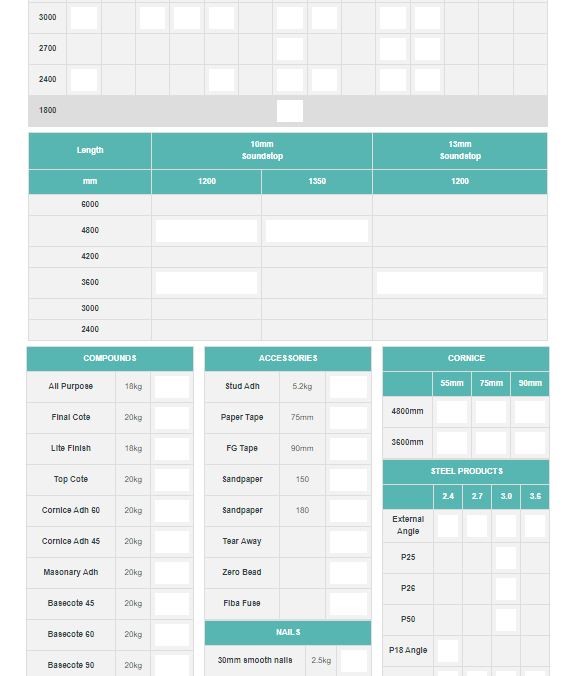 3000
2700
2400
1800
Length 10mm Soundstop 13mm Soundstop
mm 1200 1350 1200
6000
4800
4200
3600
3000
2400
COMPOUNDS
All Purpose 18kg
Final Cote 20kg
Lite Finish 18kg
Top Cote 20kg
Cornice Adh 60 20kg
Cornice Adh 45 20kg
Masonary Adh 20kg
Basecote 45 20kg
Basecote 60 20kg
Basecote 90 20kg
ACCESSORIES
Stud Adh 5.2kg
Paper Tape 75mm
FG Tape 90mm
Sandpaper 150
Sandpaper 180
Tear Away
Zero Bead
Fiba Fuse
NAILS
30mm smooth nails 2.5kg
CORNICE
55mm 75mm 90mm
4800mm
3600mm
STEEL PRODUCTS
2.4 2.7 3.0 3.6
External Angle
P25
P26
P50
P18 Angle